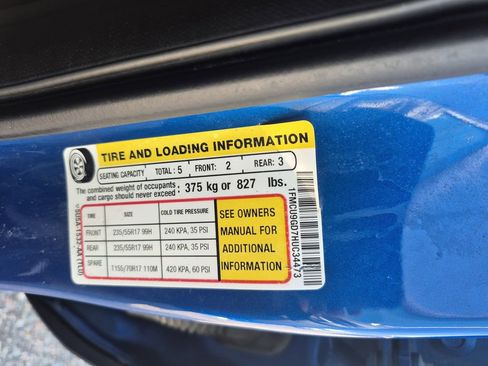 TIRE AND LOADING INFORMATION
SEATING CAPACITY TOTAL: 5 FRONT: 2 REAR: 3
The combined weight of occupants
and cargo should never exceed: 375 kg or 827 lbs.
TIRE SIZE COLD TIRE PRESSURE
FRONT 235/55R17 99H 240 KPA, 35 PSI
REAR 235/55R17 99H 240 KPA, 35 PSI
SPARE T155/70R17 110M 420 KPA, 60 PSI
SEE OWNERS
MANUAL FOR
ADDITIONAL
INFORMATION
1FMCU9GD7HUC34473